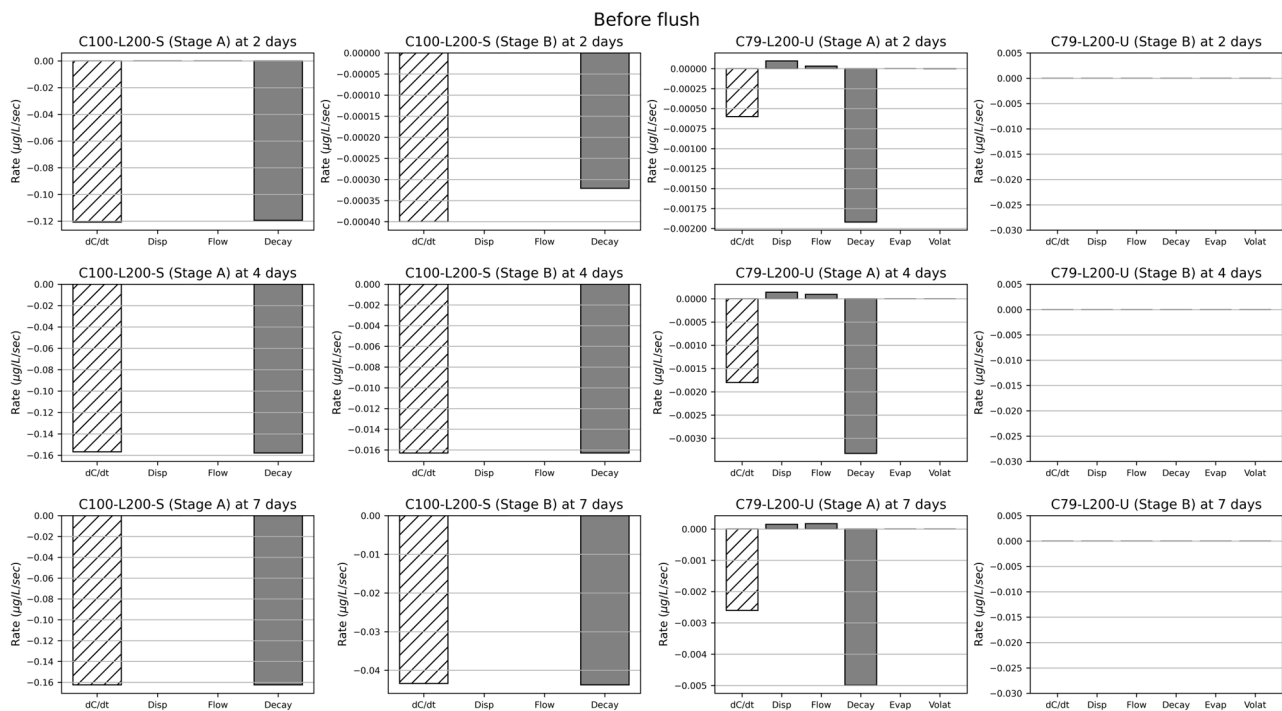 Before flush
C100-L200-S (Stage A) at 2 days
Rate (µg/L/sec)
0.00
−0.02
−0.04
−0.06
−0.08
−0.10
−0.12
dC/dt Disp Flow Decay
C100-L200-S (Stage B) at 2 days
Rate (µg/L/sec)
0.00000
−0.00005
−0.00010
−0.00015
−0.00020
−0.00025
−0.00030
−0.00035
−0.00040
dC/dt Disp Flow Decay
C79-L200-U (Stage A) at 2 days
Rate (µg/L/sec)
0.00000
−0.00025
−0.00050
−0.00075
−0.00100
−0.00125
−0.00150
−0.00175
−0.00200
dC/dt Disp Flow Decay Evap Volat
C79-L200-U (Stage B) at 2 days
Rate (µg/L/sec)
0.005
0.000
−0.005
−0.010
−0.015
−0.020
−0.025
−0.030
dC/dt Disp Flow Decay Evap Volat
C100-L200-S (Stage A) at 4 days
Rate (µg/L/sec)
0.00
−0.02
−0.04
−0.06
−0.08
−0.10
−0.12
−0.14
−0.16
dC/dt Disp Flow Decay
C100-L200-S (Stage B) at 4 days
Rate (µg/L/sec)
0.000
−0.002
−0.004
−0.006
−0.008
−0.010
−0.012
−0.014
−0.016
dC/dt Disp Flow Decay
C79-L200-U (Stage A) at 4 days
Rate (µg/L/sec)
0.0000
−0.0005
−0.0010
−0.0015
−0.0020
−0.0025
−0.0030
dC/dt Disp Flow Decay Evap Volat
C79-L200-U (Stage B) at 4 days
Rate (µg/L/sec)
0.005
0.000
−0.005
−0.010
−0.015
−0.020
−0.025
−0.030
dC/dt Disp Flow Decay Evap Volat
C100-L200-S (Stage A) at 7 days
Rate (µg/L/sec)
0.00
−0.02
−0.04
−0.06
−0.08
−0.10
−0.12
−0.14
−0.16
dC/dt Disp Flow Decay
C100-L200-S (Stage B) at 7 days
Rate (µg/L/sec)
0.00
−0.01
−0.02
−0.03
−0.04
dC/dt Disp Flow Decay
C79-L200-U (Stage A) at 7 days
Rate (µg/L/sec)
0.000
−0.001
−0.002
−0.003
−0.004
−0.005
dC/dt Disp Flow Decay Evap Volat
C79-L200-U (Stage B) at 7 days
Rate (µg/L/sec)
0.005
0.000
−0.005
−0.010
−0.015
−0.020
−0.025
−0.030
dC/dt Disp Flow Decay Evap Volat